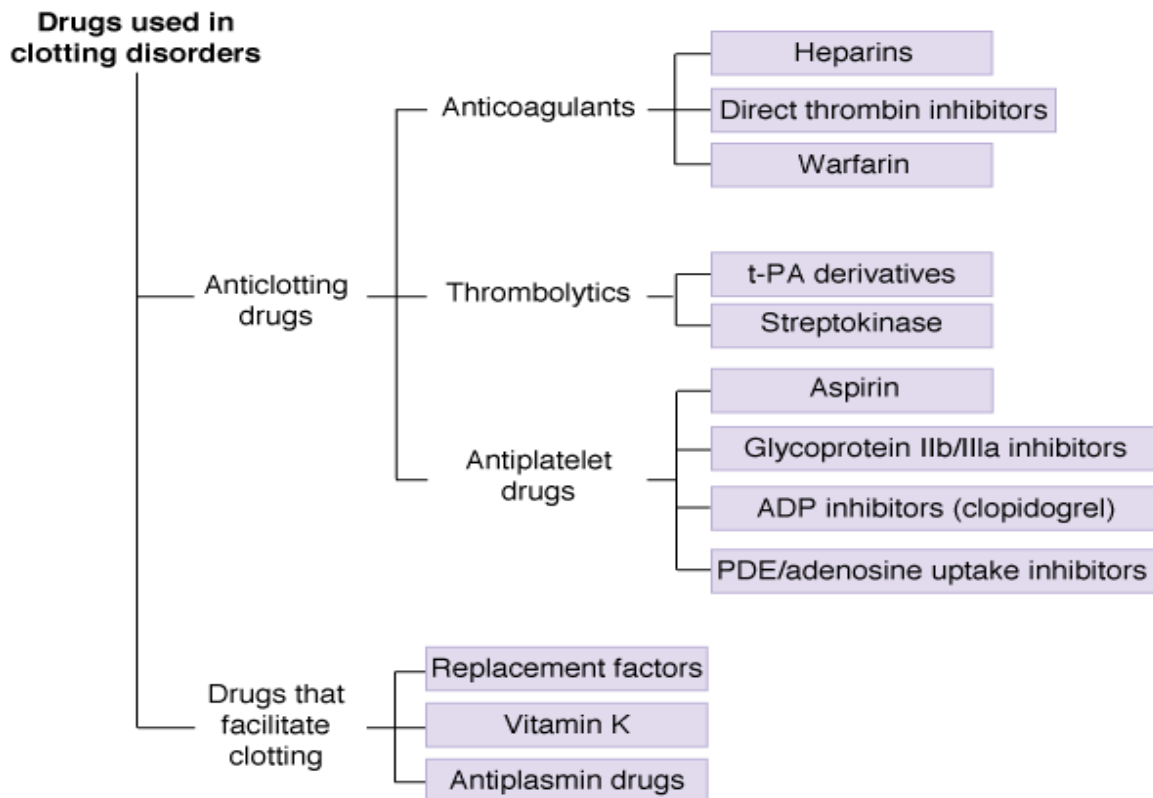 Drugs used in
clotting disorders
Anticlotting
drugs
Anticoagulants
Heparins
Direct thrombin inhibitors
Warfarin
Thrombolytics
t-PA derivatives
Streptokinase
Antiplatelet
drugs
Aspirin
Glycoprotein IIb/IIIa inhibitors
ADP inhibitors (clopidogrel)
PDE/adenosine uptake inhibitors
Drugs that
facilitate
clotting
Replacement factors
Vitamin K
Antiplasmin drugs